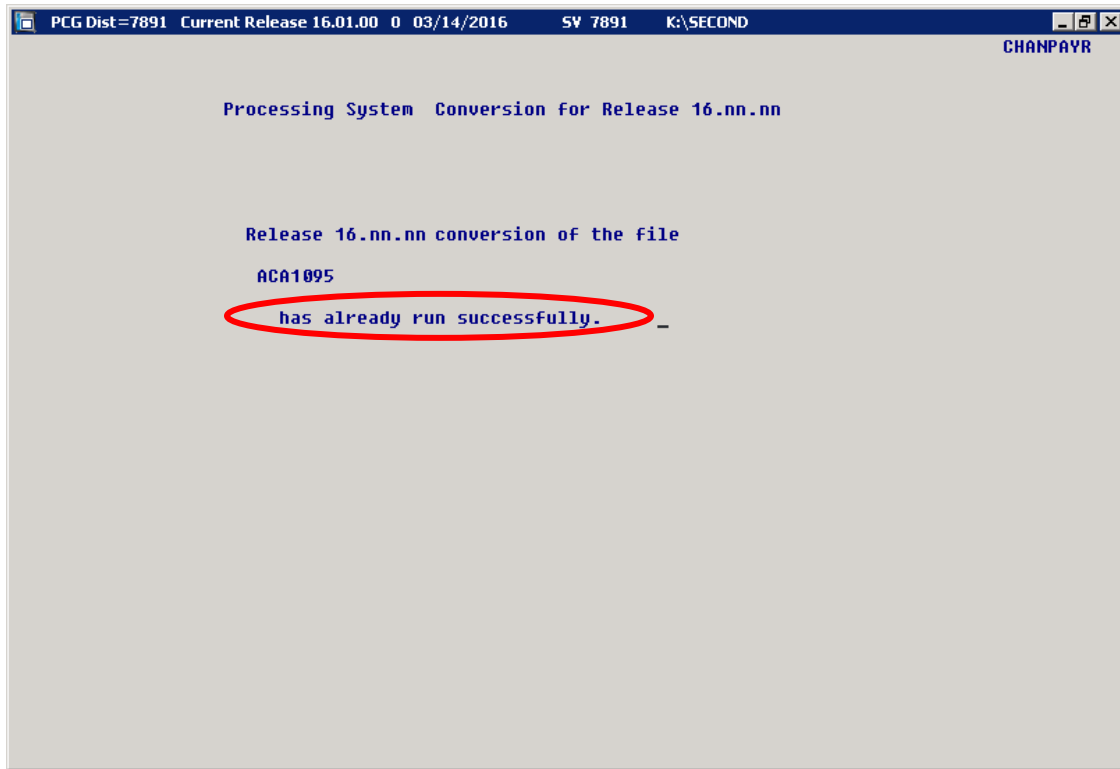 PCG Dist=7891 Current Release 16.01.00 0 03/14/2016 SV 7891 K:\SECOND
CHANPAYR
Processing System Conversion for Release 16.nn.nn
Release 16.nn.nn conversion of the file
ACA1095
has already run successfully. _